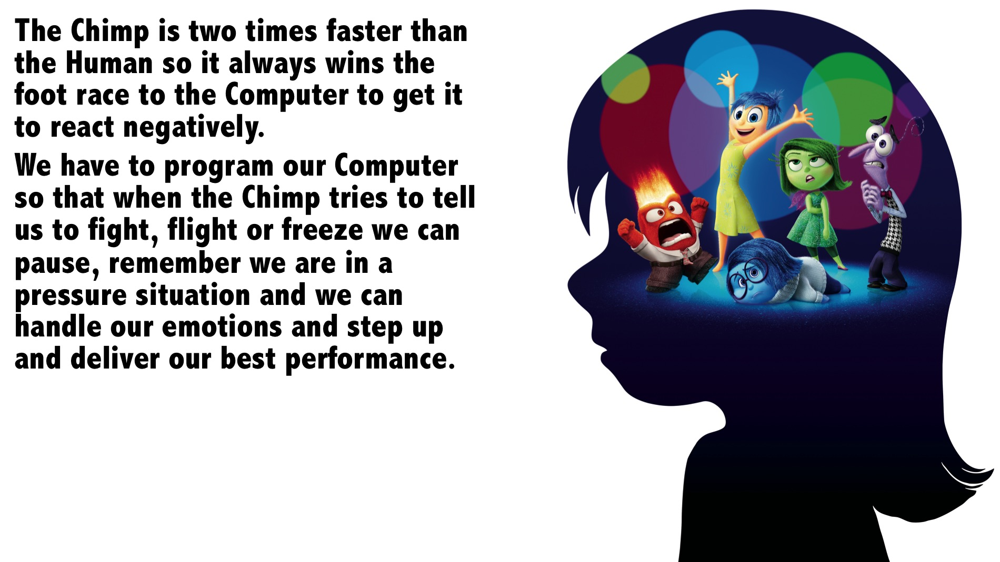 The Chimp is two times faster than
the Human so it always wins the
foot race to the Computer to get it
to react negatively.
We have to program our Computer
so that when the Chimp tries to tell
us to fight, flight or freeze we can
pause, remember we are in a
pressure situation and we can
handle our emotions and step up
and deliver our best performance.